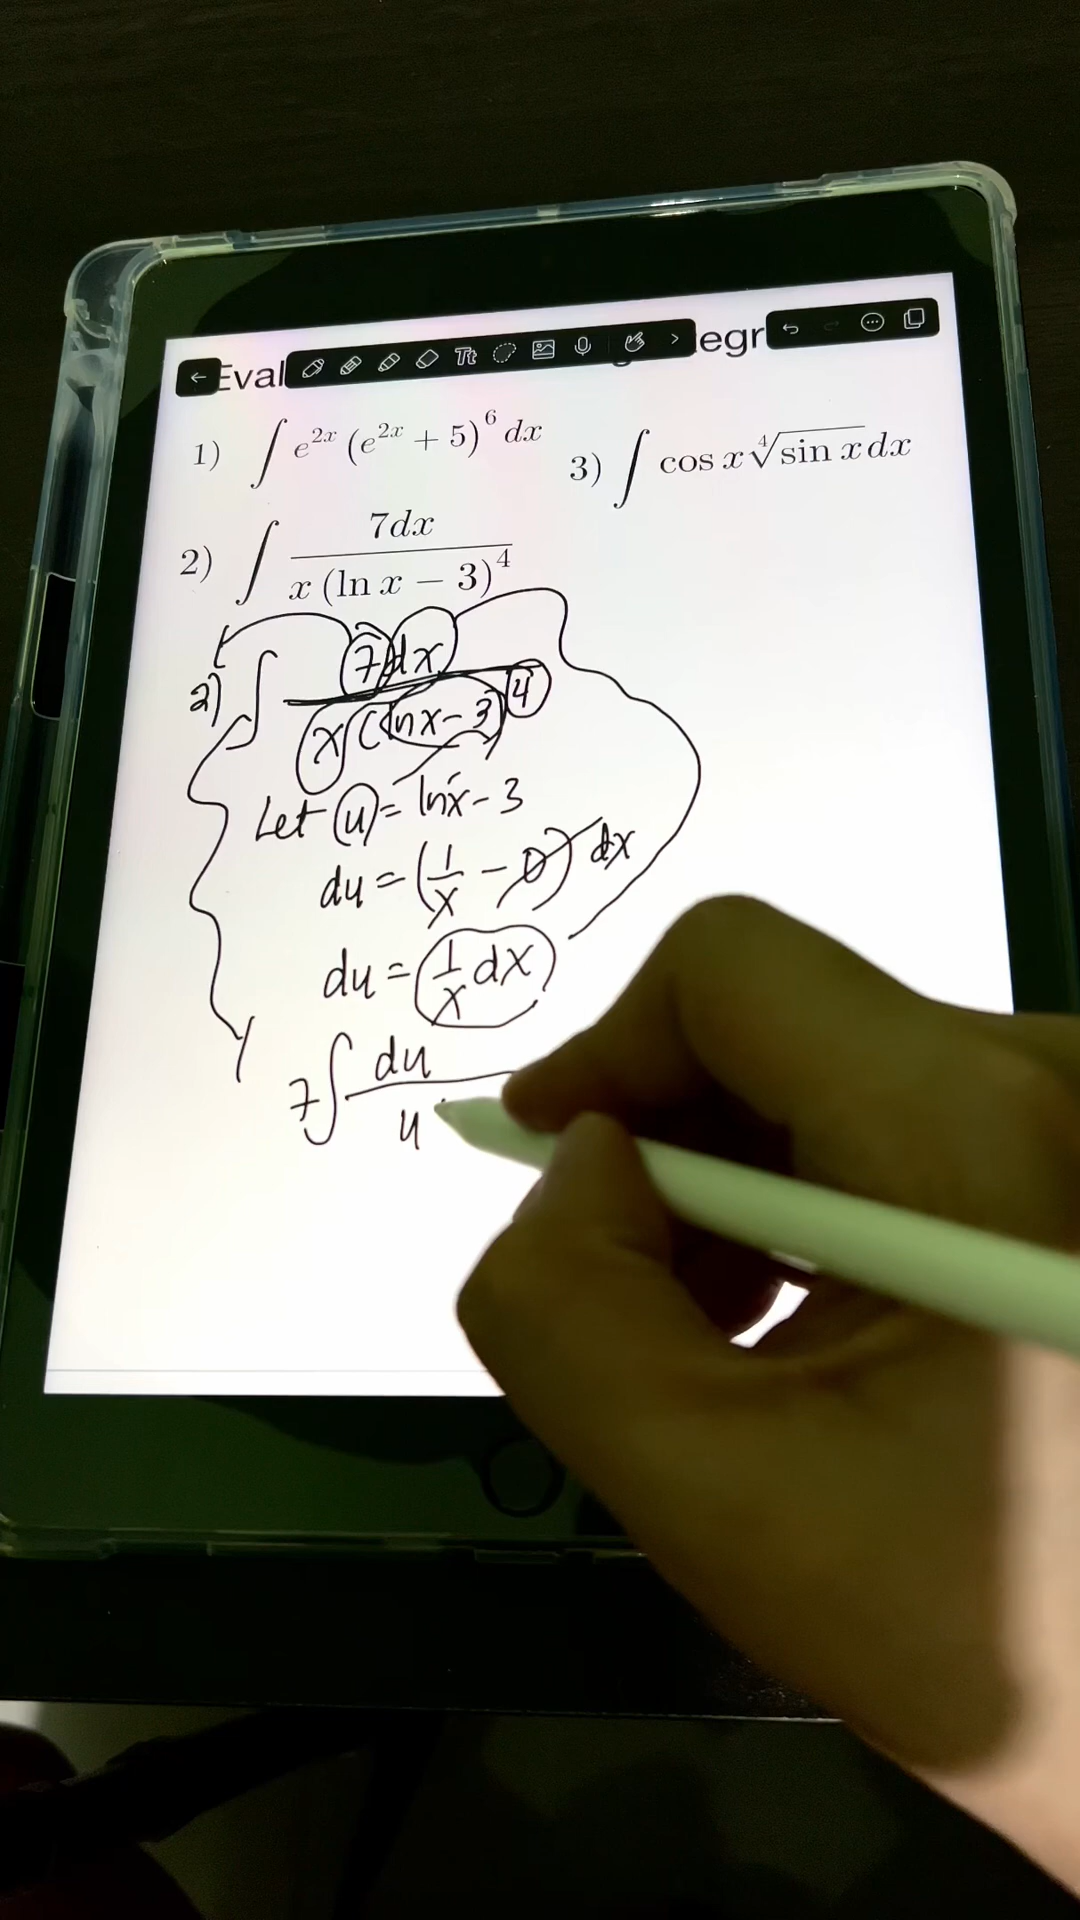 Eval egr
1) ∫ e^{2x} (e^{2x} + 5)^6 dx
3) ∫ cos x ∜(sin x) dx
2) ∫ 7dx / x (ln x − 3)^4
2) ∫ 7dx / x (ln x - 3)^4
Let u = ln x - 3
du = (1/x - 0) dx
du = 1/x dx
7∫ du / u